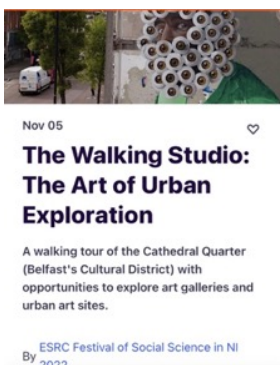 Nov 05
The Walking Studio:
The Art of Urban
Exploration
A walking tour of the Cathedral Quarter
(Belfast's Cultural District) with
opportunities to explore art galleries and
urban art sites.
By ESRC Festival of Social Science in NI
2022